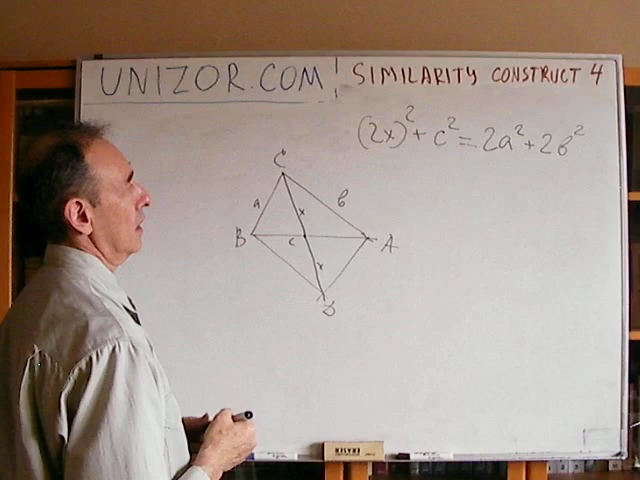 UNIZOR.COM! SIMILARITY CONSTRUCT 4
(2x)² + c² = 2a² + 2b²
C
a
x
b
B
c
A
x
D